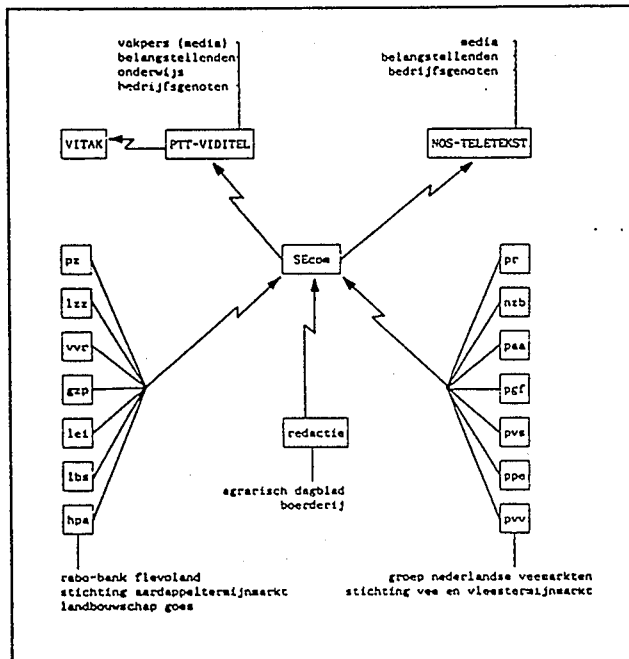 vakpers (media)
belangstellenden
onderwijs
bedrijfsgenoten
media
belangstellenden
bedrijfsgenoten
VITAK
PTT-VIDITEL
NOS-TELETEKST
SEcom
pz
lzz
vvr
gzp
lei
lbs
hpa
redactie
agrarisch dagblad
boerderij
pr
nzb
paa
pgf
pvs
ppe
pvv
rabo-bank flevoland
stichting aardappeltermijnmarkt
landbouwschap goes
groep nederlandse veemarkten
stichting vee en vleestermijnmarkt